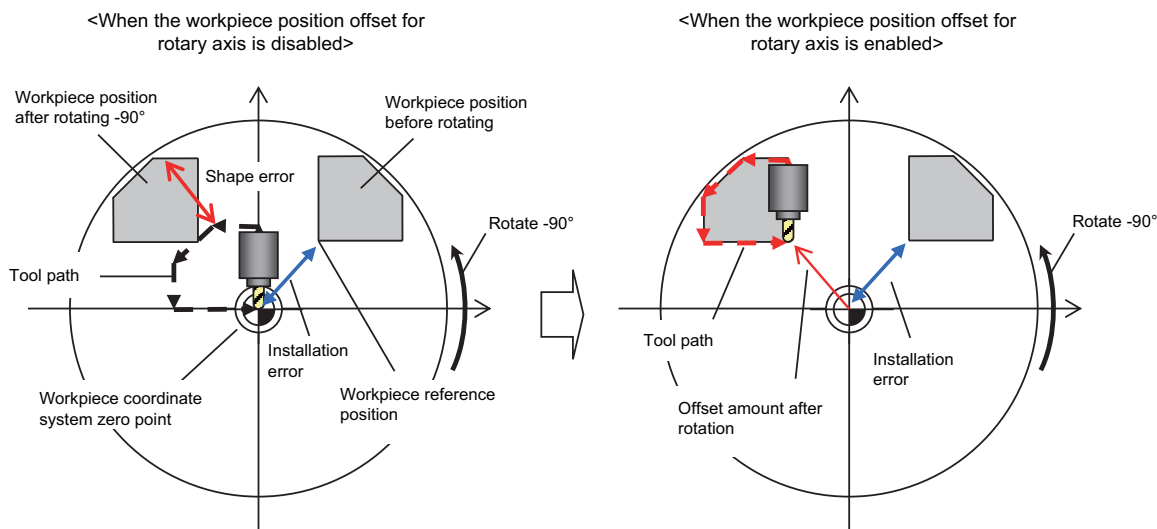 <When the workpiece position offset for
rotary axis is disabled>
Workpiece position
after rotating -90°
Workpiece position
before rotating
Shape error
Rotate -90°
Tool path
Installation
error
Workpiece coordinate
system zero point
Workpiece reference
position
<When the workpiece position offset for
rotary axis is enabled>
Rotate -90°
Tool path
Installation
error
Offset amount after
rotation